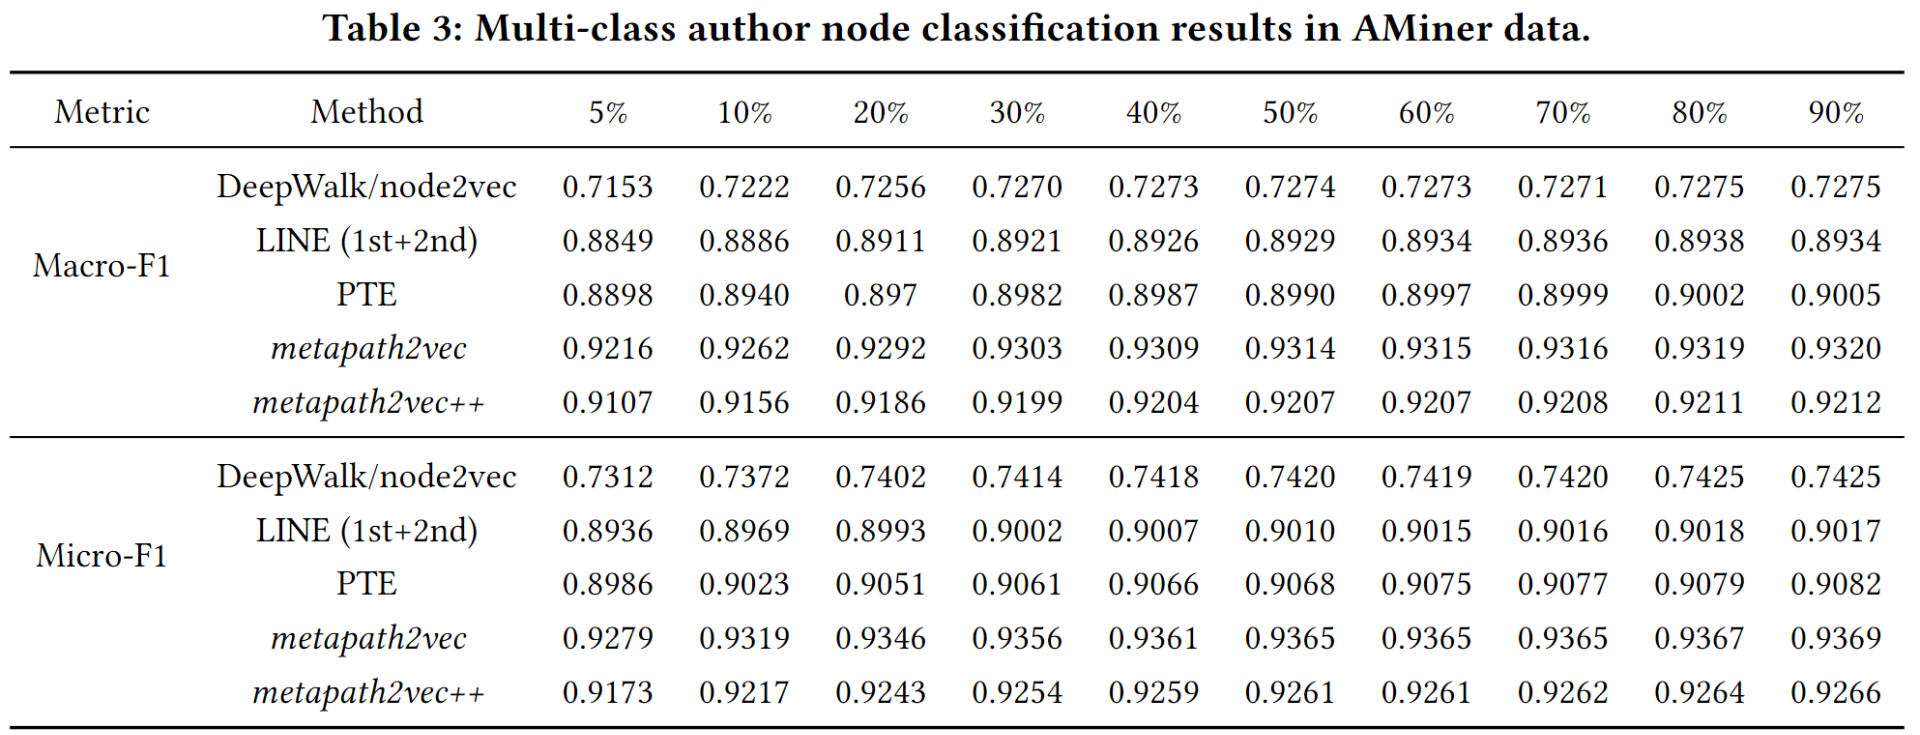 Table 3: Multi-class author node classification results in AMiner data.
Metric Method 5% 10% 20% 30% 40% 50% 60% 70% 80% 90%
DeepWalk/node2vec 0.7153 0.7222 0.7256 0.7270 0.7273 0.7274 0.7273 0.7271 0.7275 0.7275
LINE (1st+2nd) 0.8849 0.8886 0.8911 0.8921 0.8926 0.8929 0.8934 0.8936 0.8938 0.8934
Macro-F1
PTE 0.8898 0.8940 0.897 0.8982 0.8987 0.8990 0.8997 0.8999 0.9002 0.9005
metapath2vec 0.9216 0.9262 0.9292 0.9303 0.9309 0.9314 0.9315 0.9316 0.9319 0.9320
metapath2vec++ 0.9107 0.9156 0.9186 0.9199 0.9204 0.9207 0.9207 0.9208 0.9211 0.9212
DeepWalk/node2vec 0.7312 0.7372 0.7402 0.7414 0.7418 0.7420 0.7419 0.7420 0.7425 0.7425
LINE (1st+2nd) 0.8936 0.8969 0.8993 0.9002 0.9007 0.9010 0.9015 0.9016 0.9018 0.9017
Micro-F1
PTE 0.8986 0.9023 0.9051 0.9061 0.9066 0.9068 0.9075 0.9077 0.9079 0.9082
metapath2vec 0.9279 0.9319 0.9346 0.9356 0.9361 0.9365 0.9365 0.9365 0.9367 0.9369
metapath2vec++ 0.9173 0.9217 0.9243 0.9254 0.9259 0.9261 0.9261 0.9262 0.9264 0.9266